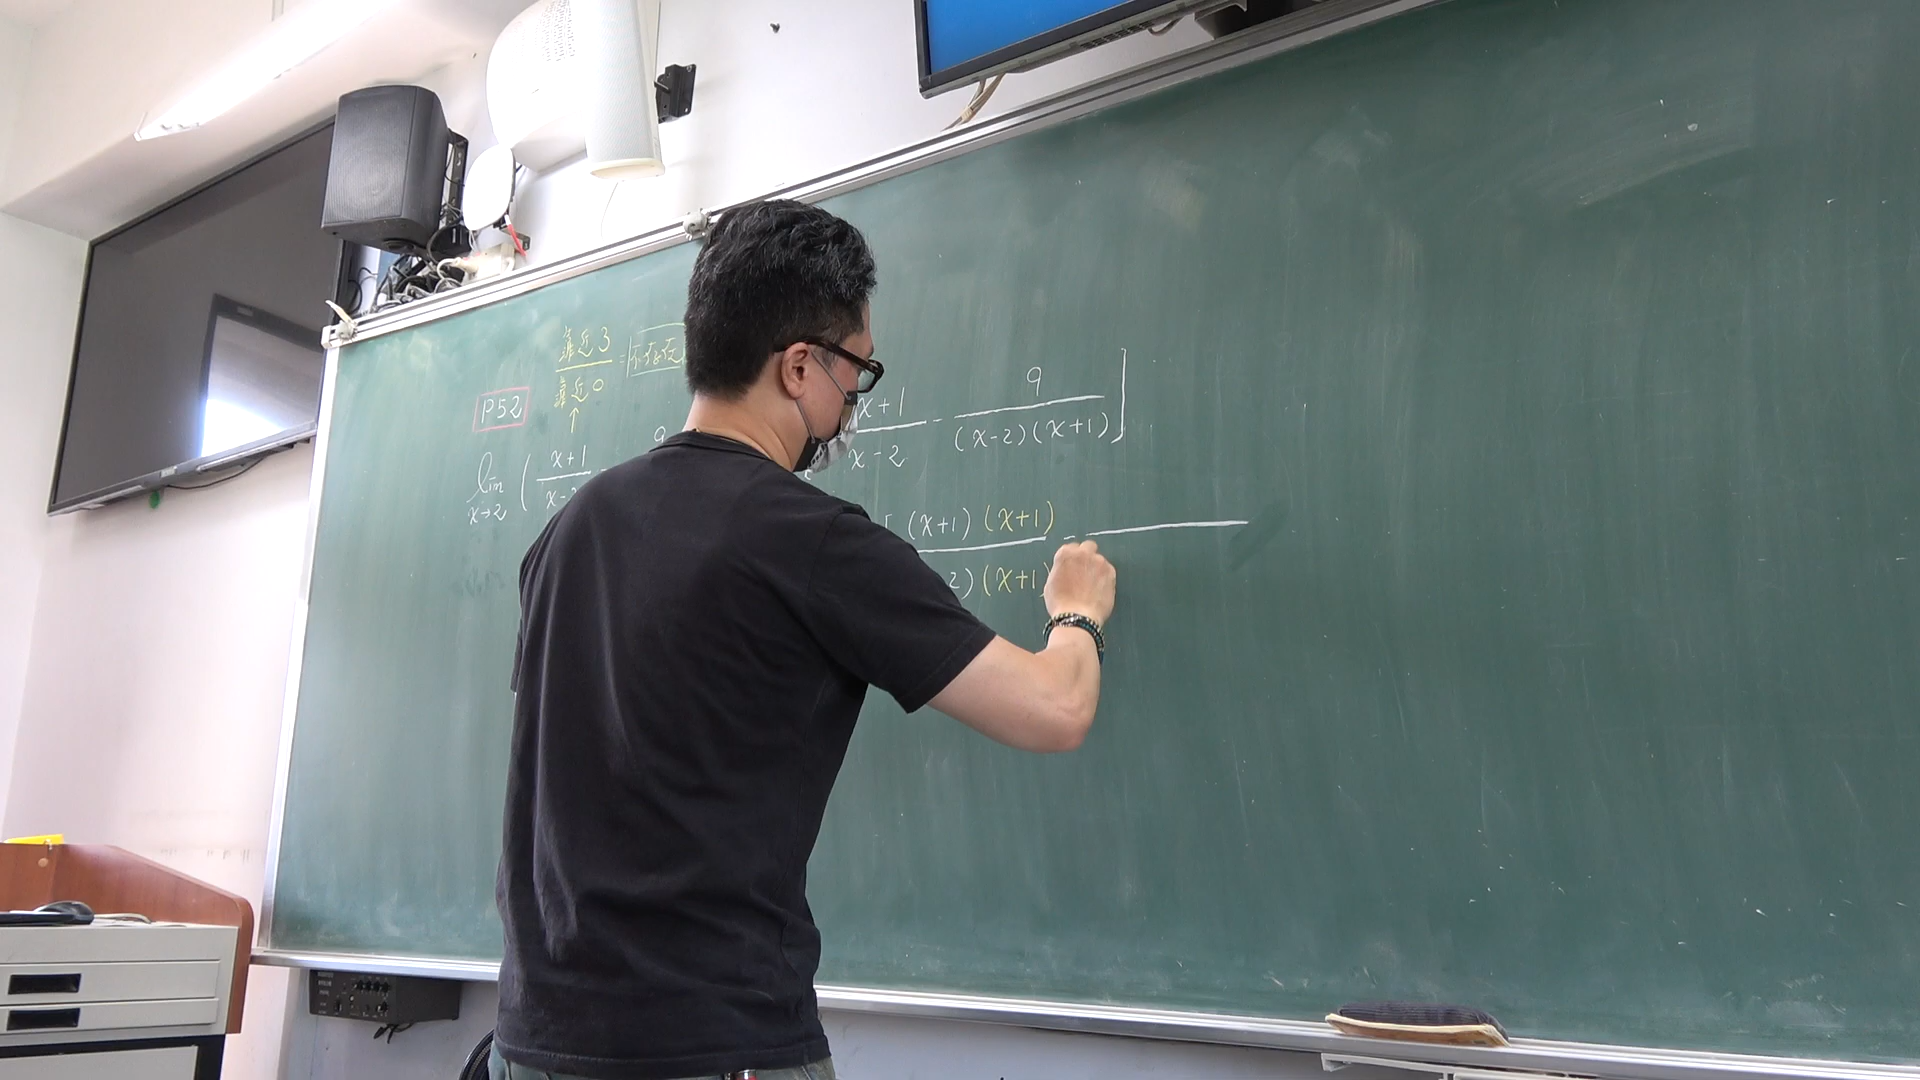 靠近3
靠近0
= 不存在
↑
P52
lim x→2 ( x+1
x-2
9
x+1
x-2
-
9
(x-2)(x+1)
]
[ (x+1)(x+1)
2)(x+1)
-